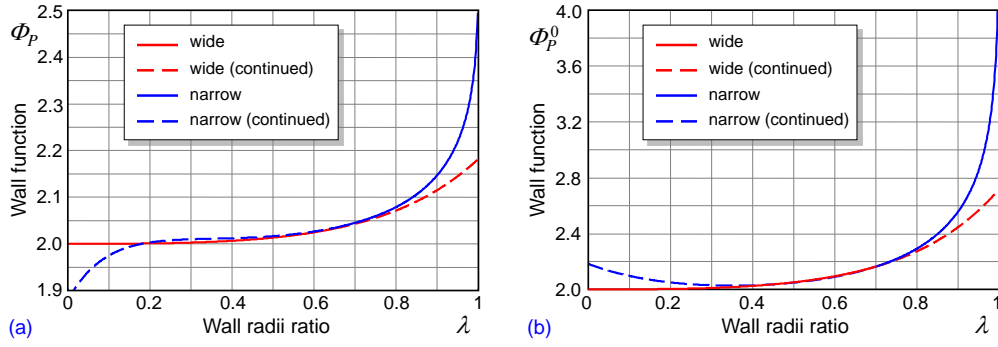 2.5
2.4
2.3
2.2
2.1
2.0
1.9
Φ_P
Wall function
wide
wide (continued)
narrow
narrow (continued)
0 0.2 0.4 0.6 0.8 1
Wall radii ratio
λ
(a)
4.0
3.6
3.2
2.8
2.4
2.0
Φ_P^0
Wall function
wide
wide (continued)
narrow
narrow (continued)
0 0.2 0.4 0.6 0.8 1
Wall radii ratio
λ
(b)